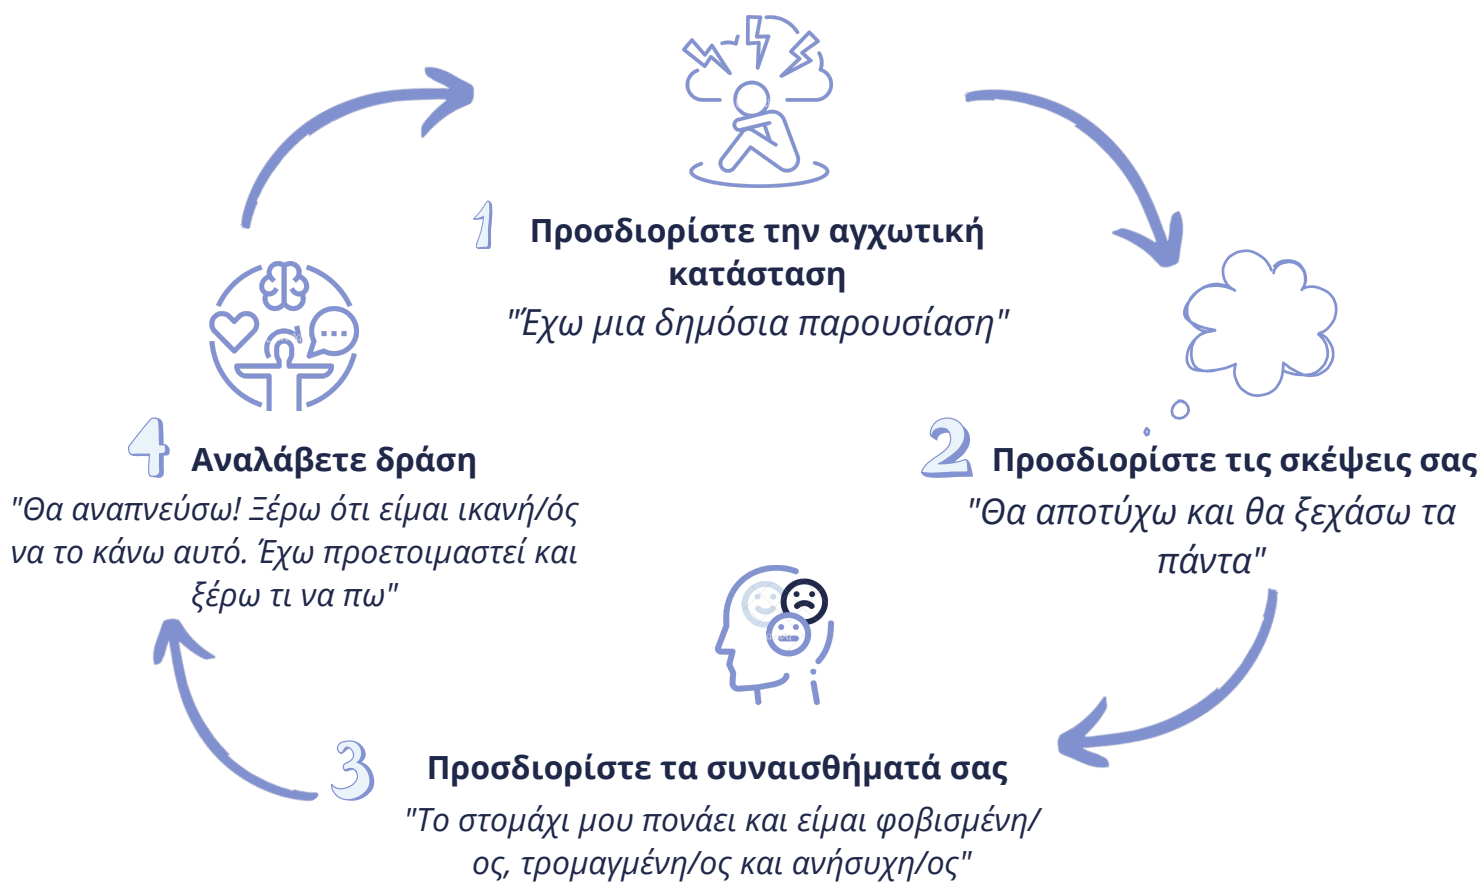 1 Προσδιορίστε την αγχωτική
κατάσταση
"Έχω μια δημόσια παρουσίαση"
2 Προσδιορίστε τις σκέψεις σας
"Θα αποτύχω και θα ξεχάσω τα
πάντα"
3 Προσδιορίστε τα συναισθήματά σας
"Το στομάχι μου πονάει και είμαι φοβισμένη/
ος, τρομαγμένη/ος και ανήσυχη/ος"
4 Αναλάβετε δράση
"Θα αναπνεύσω! Ξέρω ότι είμαι ικανή/ός
να το κάνω αυτό. Έχω προετοιμαστεί και
ξέρω τι να πω"